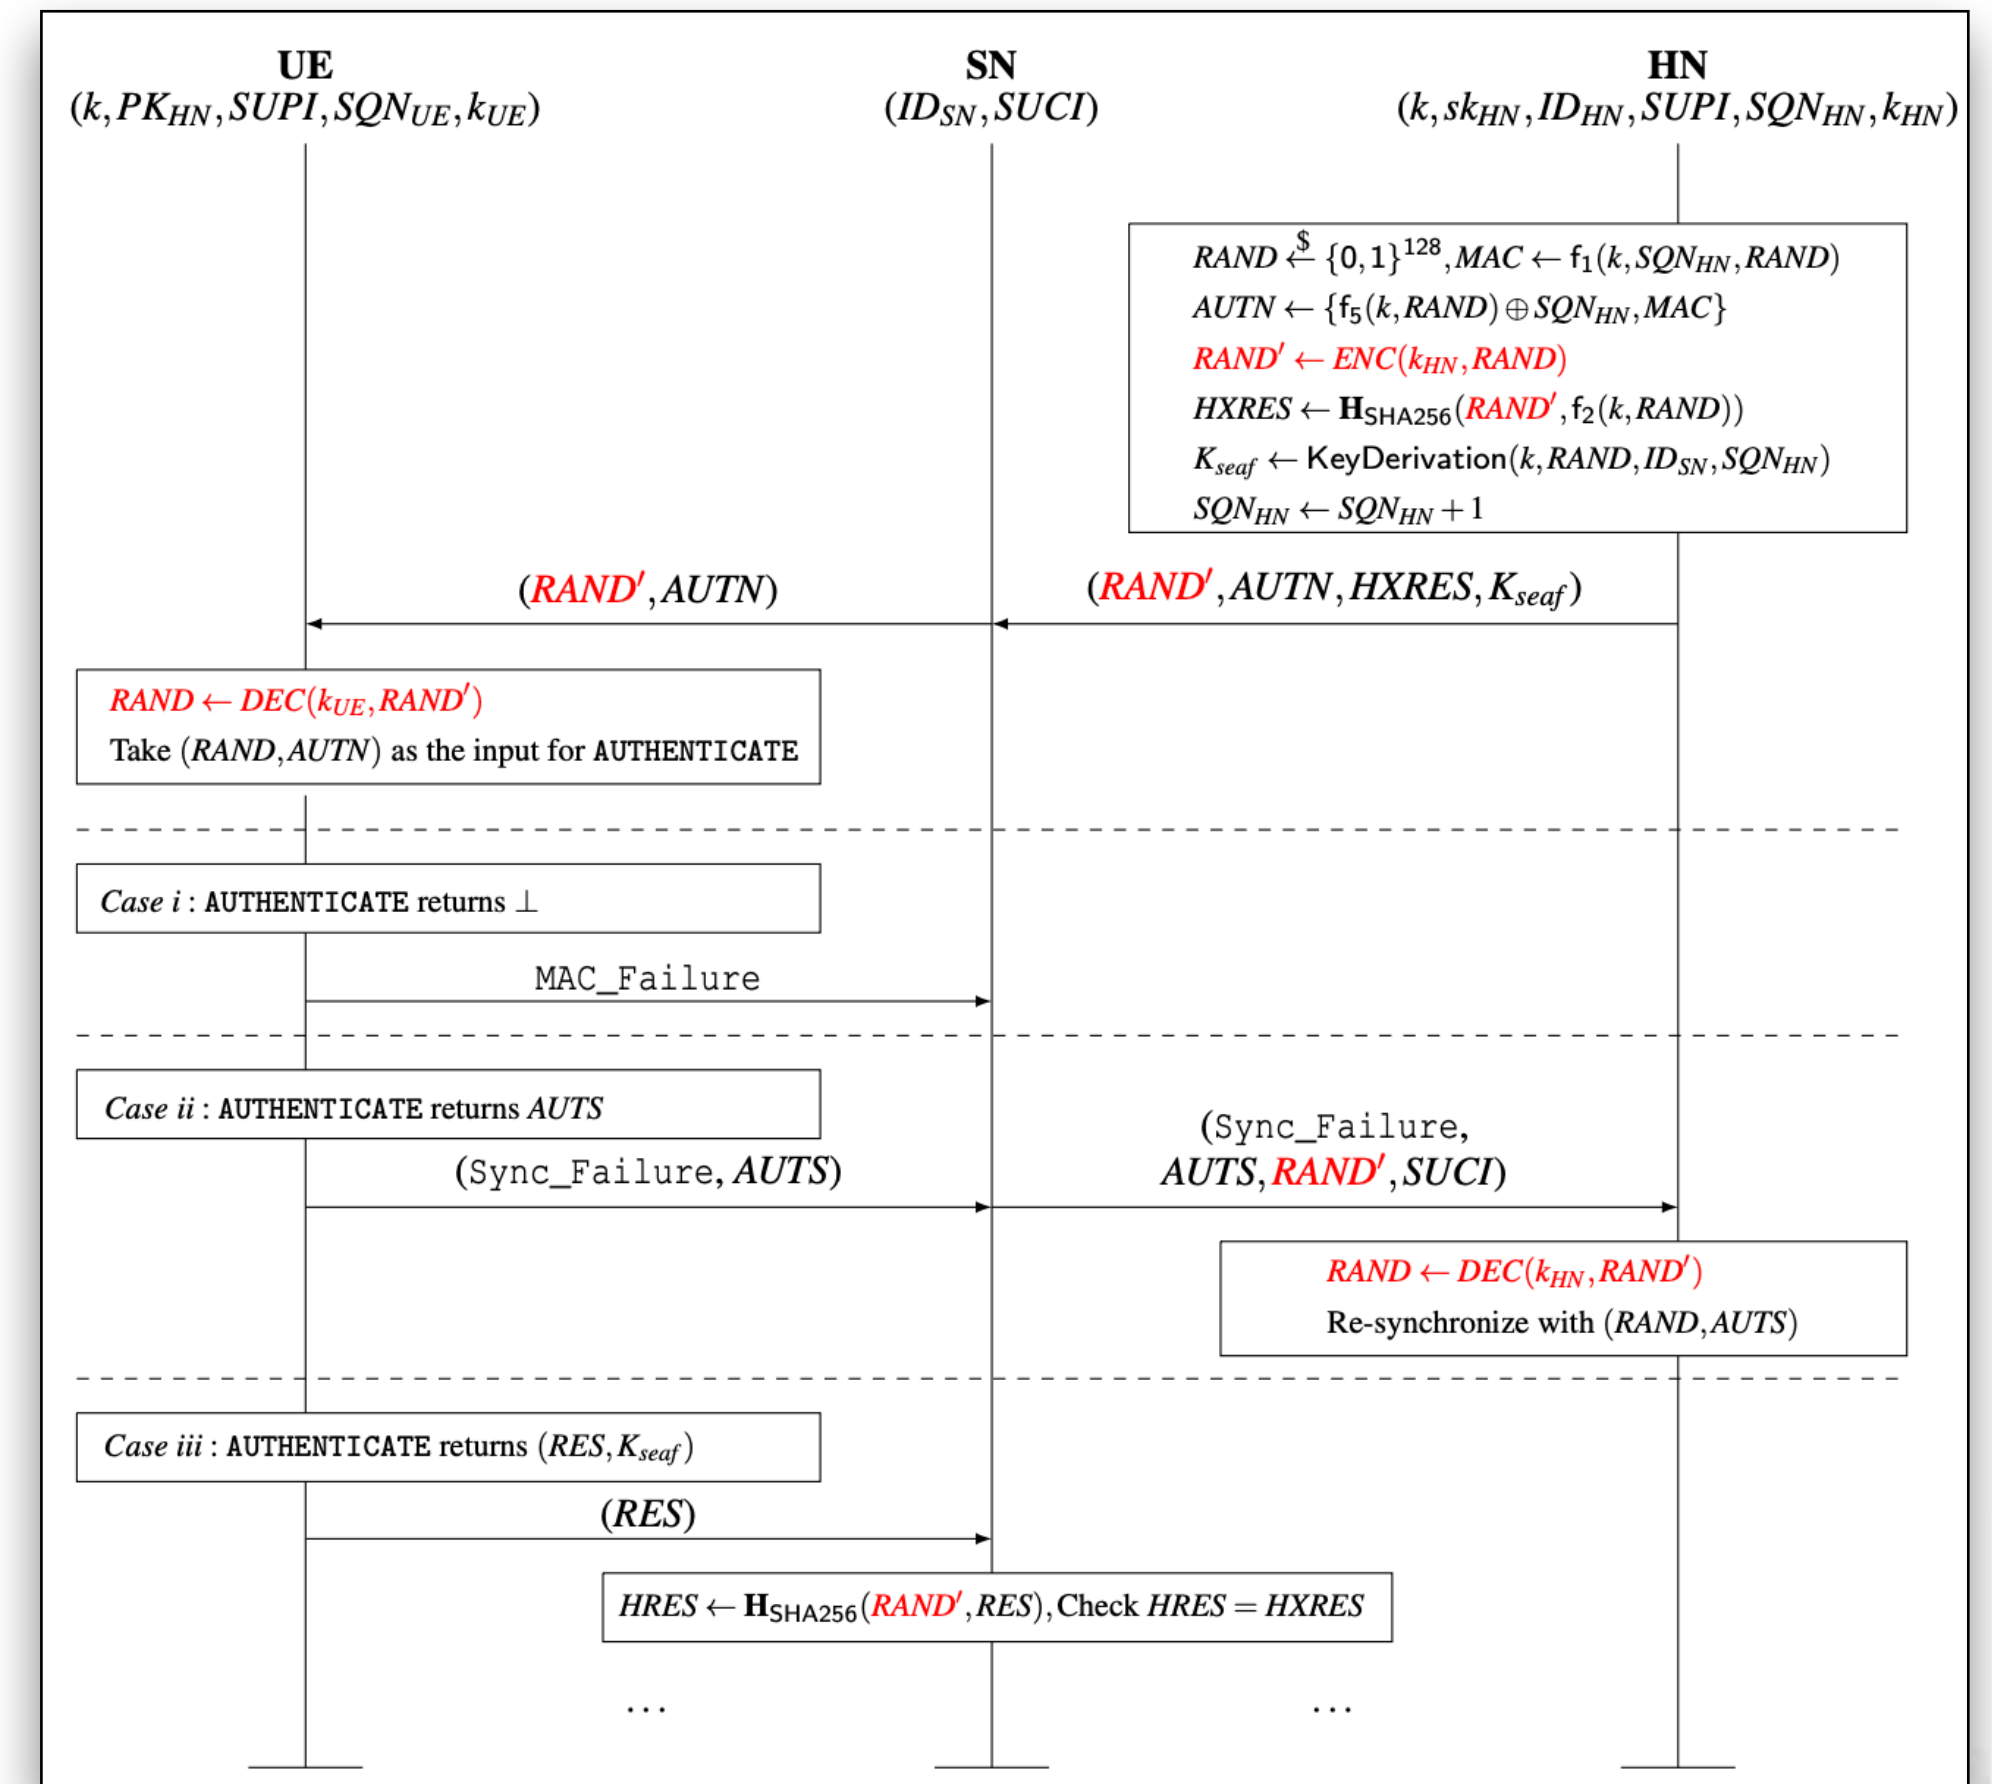 UE
(k, PK_HN, SUPI, SQN_UE, k_UE)
SN
(ID_SN, SUCI)
HN
(k, sk_HN, ID_HN, SUPI, SQN_HN, k_HN)
RAND ←$ {0,1}^128, MAC ← f_1(k, SQN_HN, RAND)
AUTN ← {f_5(k, RAND) ⊕ SQN_HN, MAC}
RAND′ ← ENC(k_HN, RAND)
HXRES ← H_SHA256(RAND′, f_2(k, RAND))
K_seaf ← KeyDerivation(k, RAND, ID_SN, SQN_HN)
SQN_HN ← SQN_HN + 1
(RAND′, AUTN)
(RAND′, AUTN, HXRES, K_seaf)
RAND ← DEC(k_UE, RAND′)
Take (RAND, AUTN) as the input for AUTHENTICATE
Case i : AUTHENTICATE returns ⊥
MAC_Failure
Case ii : AUTHENTICATE returns AUTS
(Sync_Failure, AUTS)
(Sync_Failure,
AUTS, RAND′, SUCI)
RAND ← DEC(k_HN, RAND′)
Re-synchronize with (RAND, AUTS)
Case iii : AUTHENTICATE returns (RES, K_seaf)
(RES)
HRES ← H_SHA256(RAND′, RES), Check HRES = HXRES
...
...